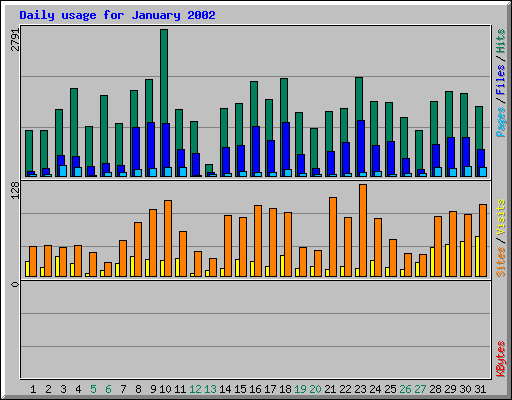 Daily usage for January 2002
2791
128
0
Pages / Files / Hits
Sites / Visits
KBytes
1 2 3 4 5 6 7 8 9 10 11 12 13 14 15 16 17 18 19 20 21 22 23 24 25 26 27 28 29 30 31